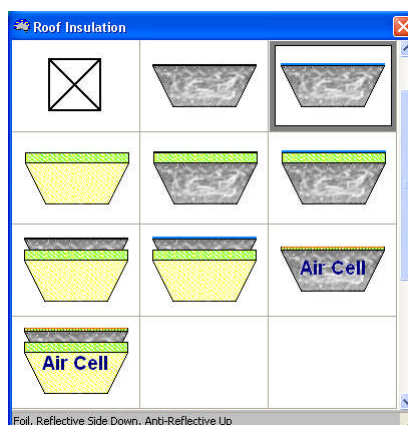 Roof Insulation
Air Cell
Air Cell
Foil, Reflective Side Down, Anti-Reflective Up